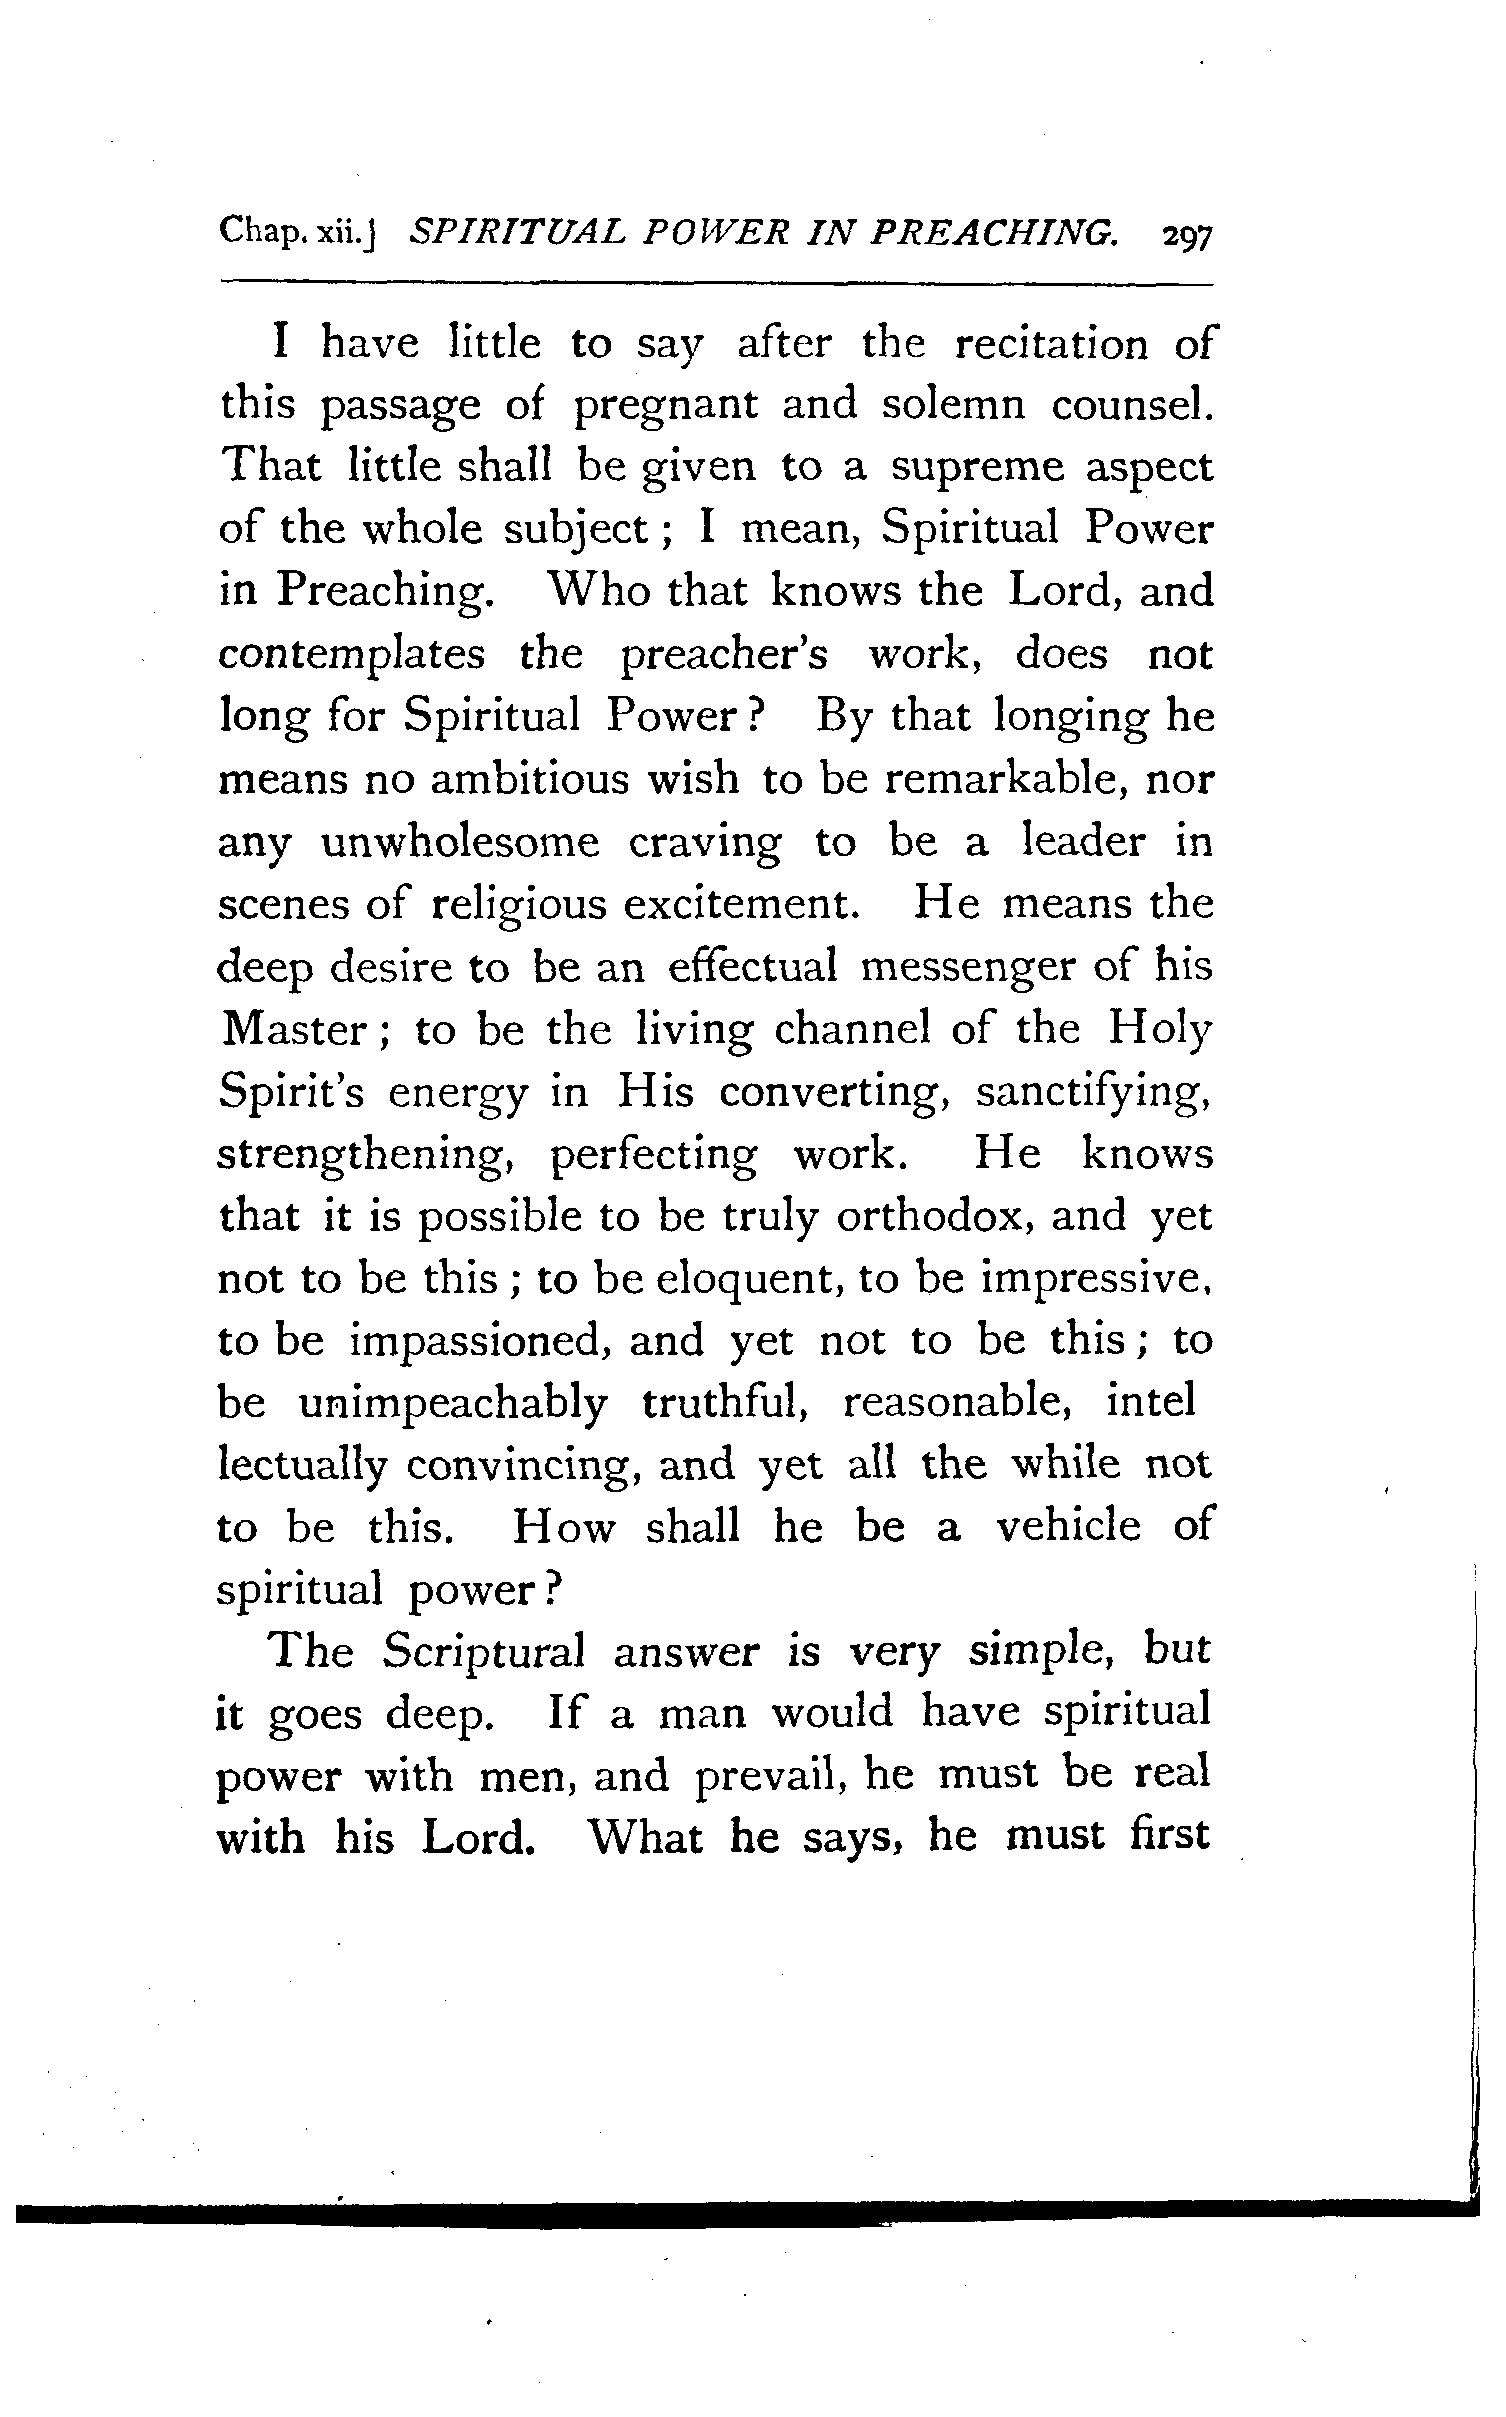 Chap. xii.] SPIRITUAL POWER IN PREACHING. 297
I have little to say after the recitation of
this passage of pregnant and solemn counsel.
That little shall be given to a supreme aspect
of the whole subject ; I mean, Spiritual Power
in Preaching. Who that knows the Lord, and
contemplates the preacher's work, does not
long for Spiritual Power ? By that longing he
means no ambitious wish to be remarkable, nor
any unwholesome craving to be a leader in
scenes of religious excitement. He means the
deep desire to be an effectual messenger of his
Master ; to be the living channel of the Holy
Spirit's energy in His converting, sanctifying,
strengthening, perfecting work. He knows
that it is possible to be truly orthodox, and yet
not to be this ; to be eloquent, to be impressive,
to be impassioned, and yet not to be this ; to
be unimpeachably truthful, reasonable, intel
lectually convincing, and yet all the while not
to be this. How shall he be a vehicle of
spiritual power ?
The Scriptural answer is very simple, but
it goes deep. If a man would have spiritual
power with men, and prevail, he must be real
with his Lord. What he says, he must first